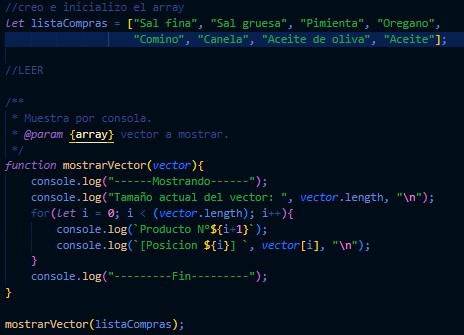 //creo e inicializo el array
let listaCompras = ["Sal fina", "Sal gruesa", "Pimienta", "Oregano",
"Comino", "Canela", "Aceite de oliva", "Aceite"];
//LEER
/**
* Muestra por consola.
* @param {array} vector a mostrar.
*/
function mostrarVector(vector){
console.log("------Mostrando------");
console.log("Tamaño actual del vector: ", vector.length, "\n");
for(let i = 0; i < (vector.length); i++){
console.log(`Producto N°${i+1}`);
console.log(`[Posicion ${i}] `, vector[i], "\n");
}
console.log("---------Fin---------");
}
mostrarVector(listaCompras);